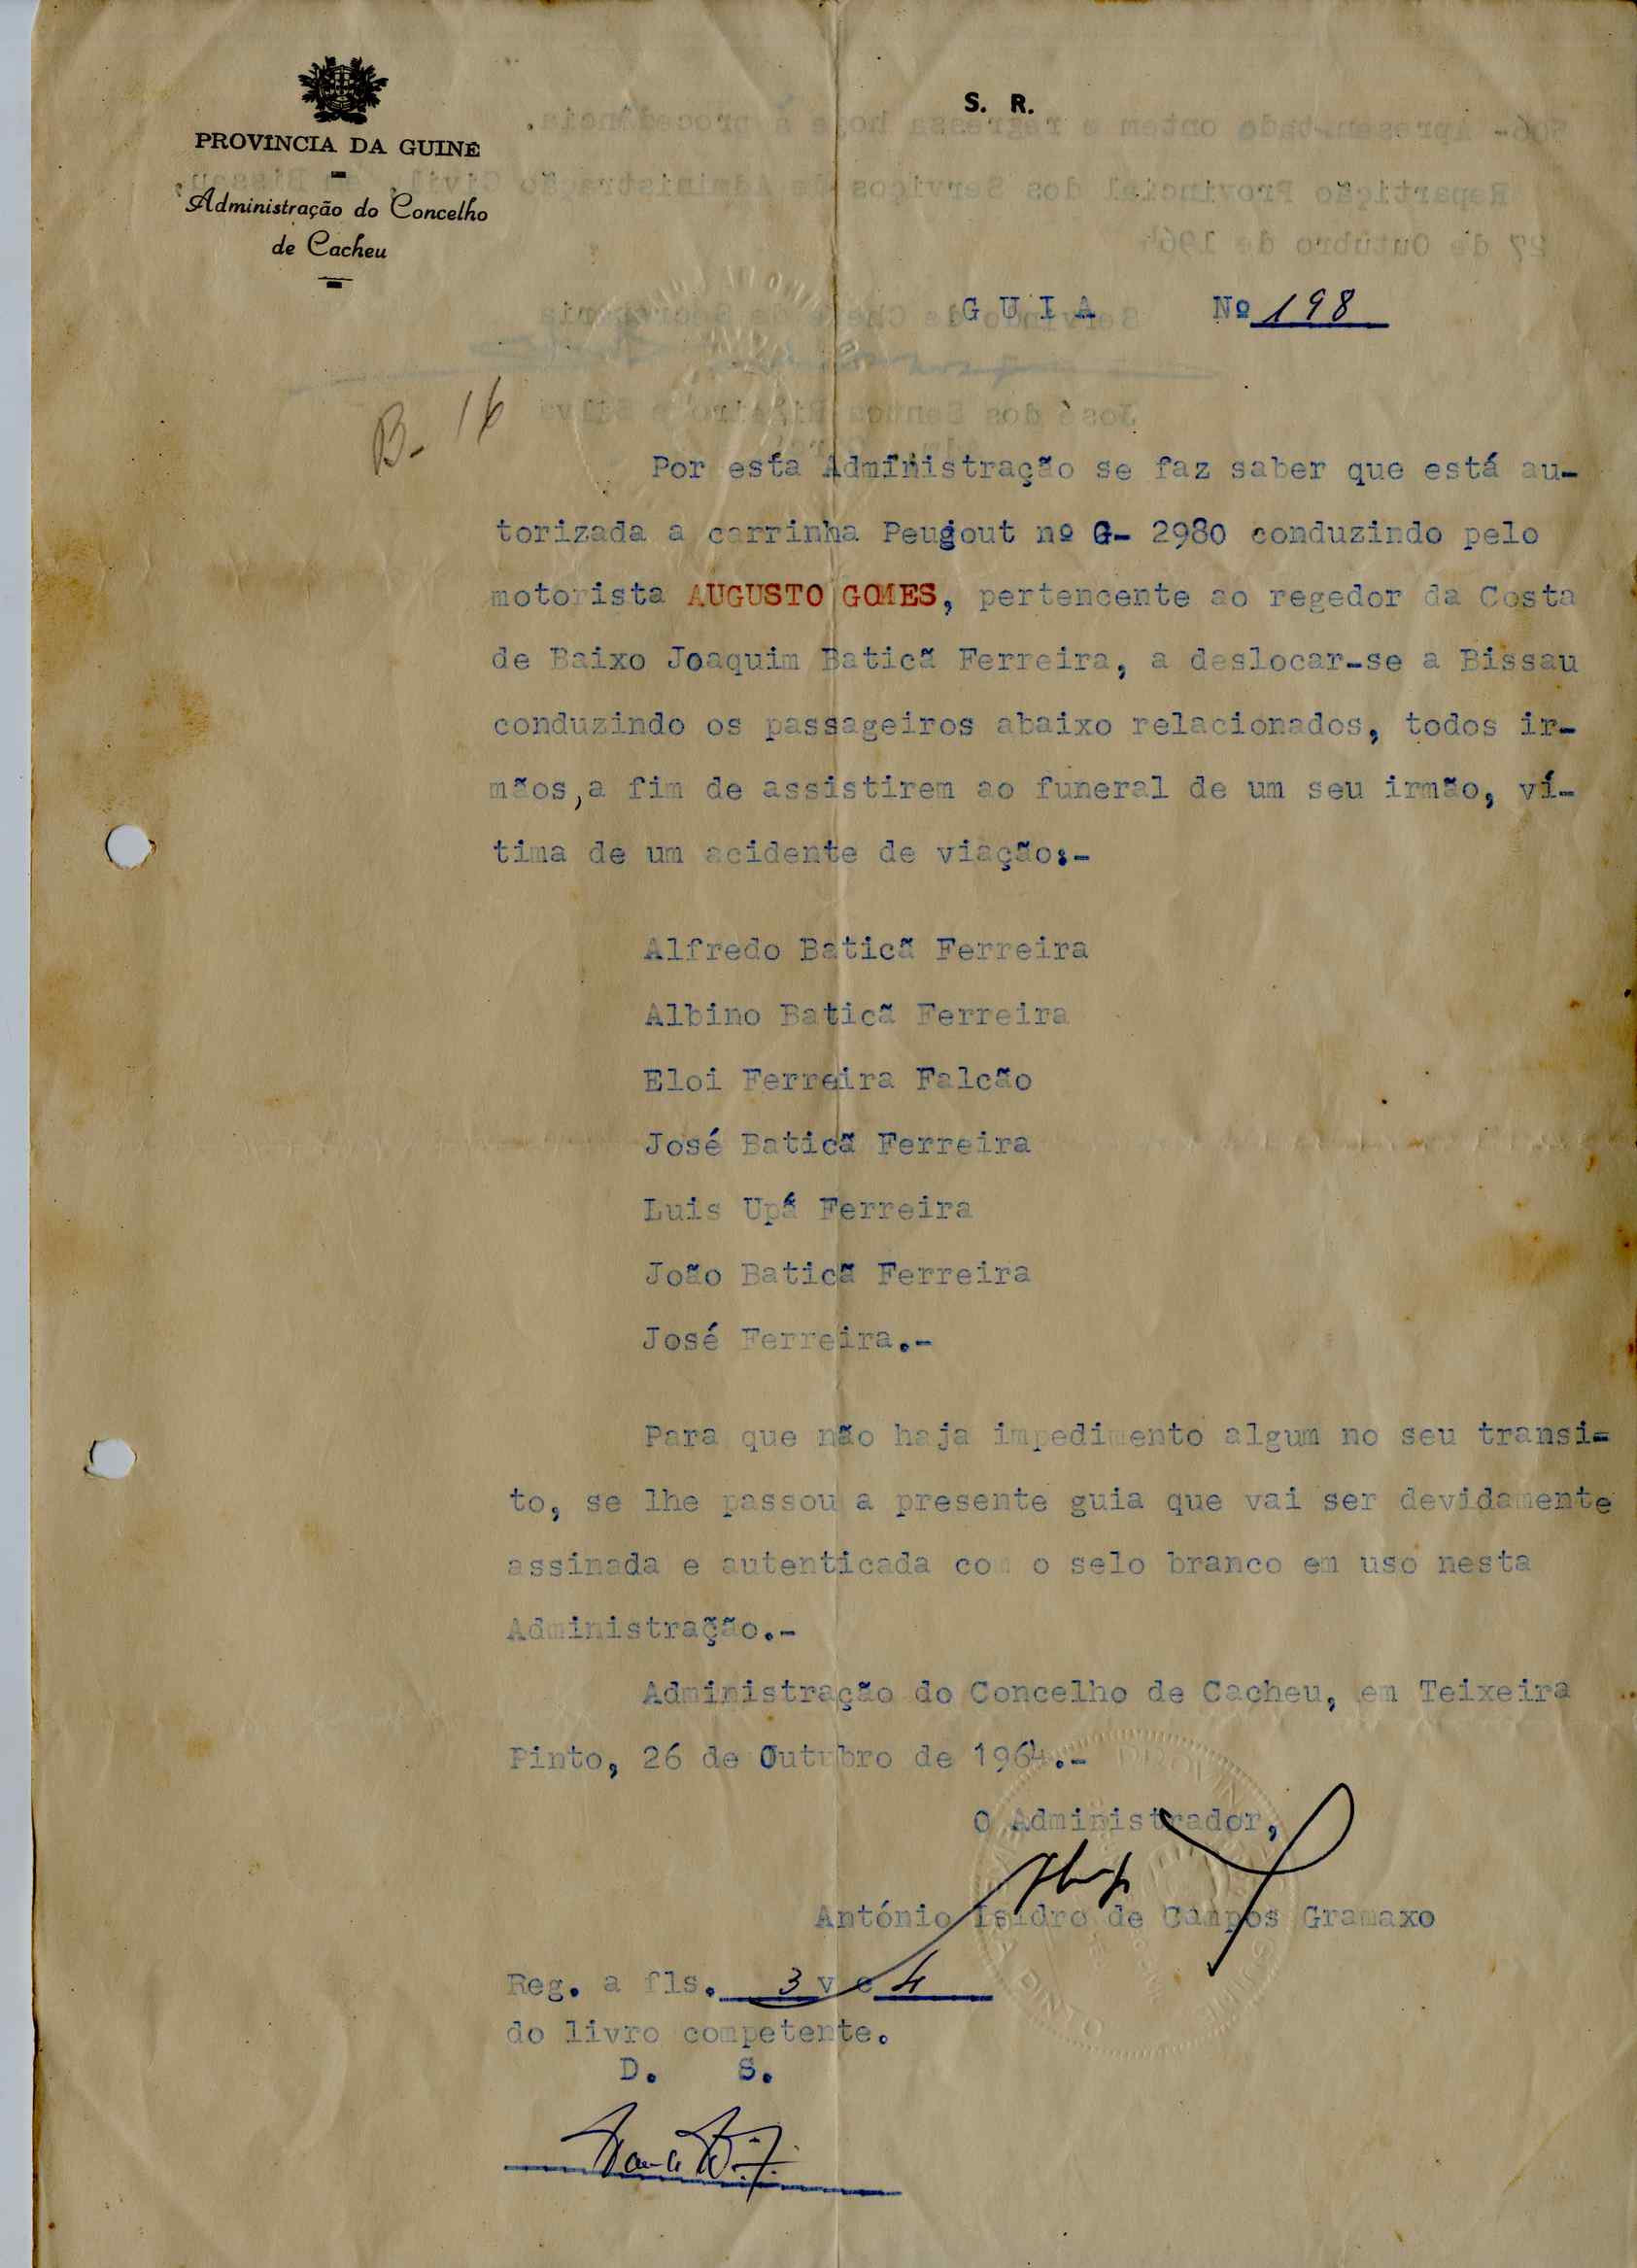 S. R.
PROVINCIA DA GUINÉ
Administração do Concelho
de Cacheu
G U I A Nº 198
B- 16
Por esta Administração se faz saber que está au-
torizada a carrinha Peugout nº G- 2980 conduzindo pelo
motorista AUGUSTO GOMES, pertencente ao regedor da Costa
de Baixo Joaquim Baticã Ferreira, a deslocar-se a Bissau
conduzindo os passageiros abaixo relacionados, todos ir-
mãos,a fim de assistirem ao funeral de um seu irmão, ví-
tima de um acidente de viação:-
Alfredo Baticã Ferreira
Albino Baticã Ferreira
Eloi Ferreira Falcão
José Baticã Ferreira
Luis Upá Ferreira
João Baticã Ferreira
José Ferreira.-
Para que não haja impedimento algum no seu transi-
to, se lhe passou a presente guia que vai ser devidamente
assinada e autenticada com o selo branco em uso nesta
Administração.-
Administração do Concelho de Cacheu, em Teixeira
Pinto, 26 de Outubro de 1964.-
O Administrador,
António Isidro de Campos Gramaxo
Reg. a fls. 3 v e 4
do livro competente.
D. S.